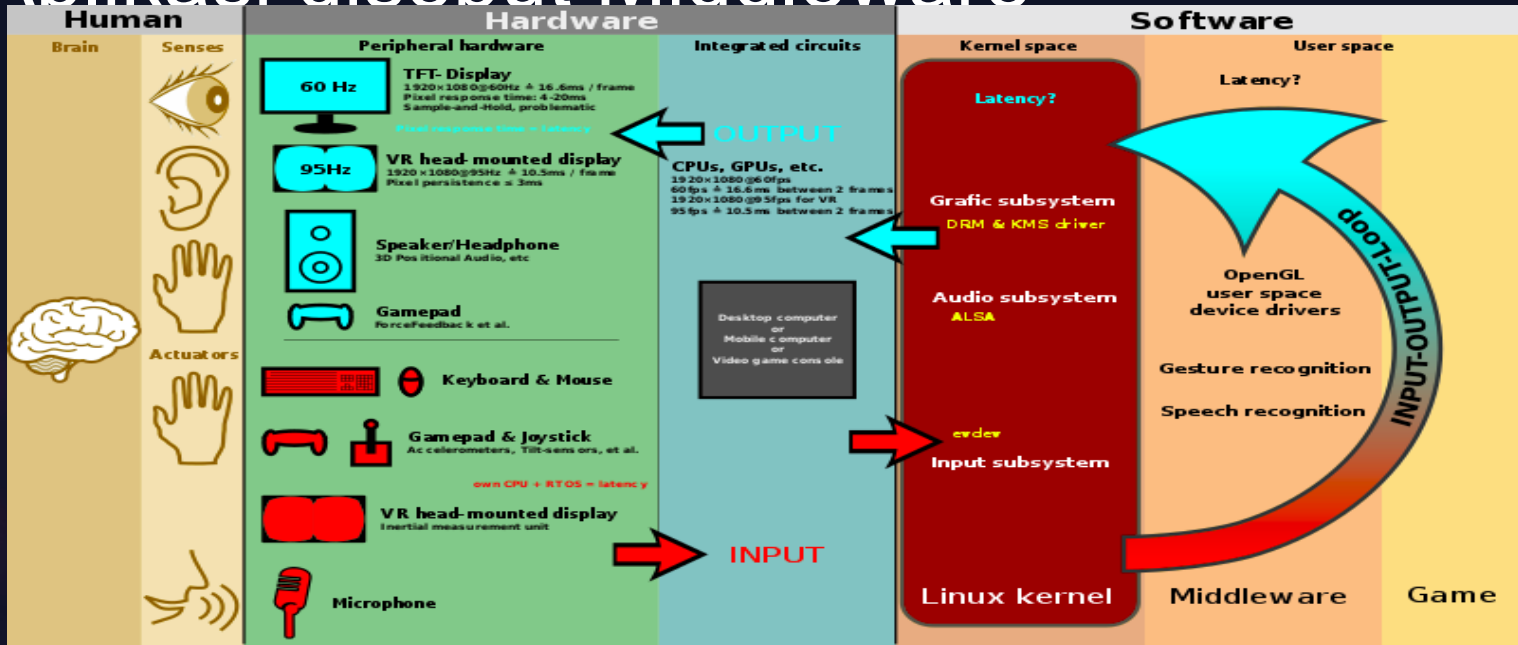 aplikasi disebut Middleware
Human
Hardware
Software
Brain
Senses
Peripheral hardware
Integrated circuits
Kernel space
User space
60 Hz
TFT-Display
1920×1080@60Hz ≙ 16.6ms / frame
Pixel response time: 4-20ms
Sample-and-Hold, problematic
Pixel response time = latency
95Hz
VR head-mounted display
1920×1080@95Hz ≙ 10.5ms / frame
Pixel persistence ≤ 3ms
Speaker/Headphone
3D Positional Audio, etc
Gamepad
ForceFeedback et al.
Actuators
Keyboard & Mouse
Gamepad & Joystick
Accelerometers, Tilt-sensors, et al.
own CPU + RTOS = latency
VR head-mounted display
Inertial measurement unit
Microphone
OUTPUT
CPUs, GPUs, etc.
1920×1080@60fps
60fps ≙ 16.6ms between 2 frames
1920×1080@95fps for VR
95fps ≙ 10.5ms between 2 frames
Desktop computer
or
Mobile computer
or
Video game console
INPUT
Latency?
Grafic subsystem
DRM & KMS driver
Audio subsystem
ALSA
evdev
Input subsystem
Linux kernel
Latency?
OpenGL
user space
device drivers
Gesture recognition
Speech recognition
Middleware
INPUT-OUTPUT-Loop
Game